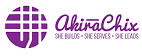 AkiraChix
SHE BUILDS • SHE SERVES • SHE LEADS